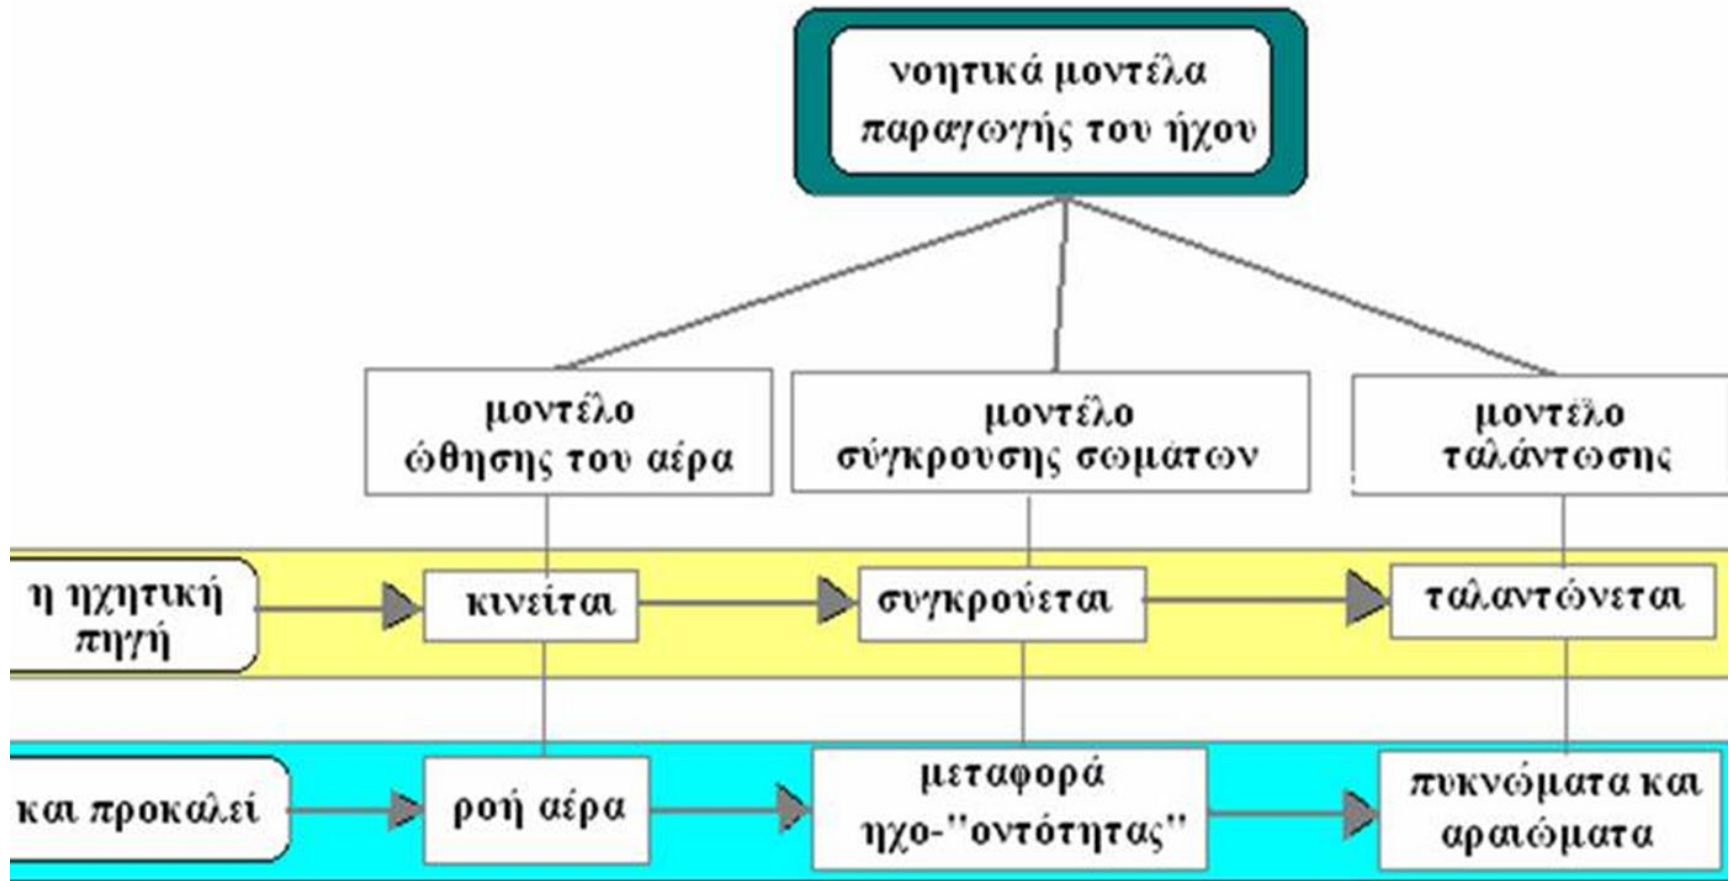 νοητικά μοντέλα
παραγωγής του ήχου
μοντέλο
ώθησης του αέρα
μοντέλο
σύγκρουσης σωμάτων
μοντέλο
ταλάντωσης
η ηχητική
πηγή
κινείται
συγκρούεται
ταλαντώνεται
και προκαλεί
ροή αέρα
μεταφορά
ηχο-"οντότητας"
πυκνώματα και
αραιώματα